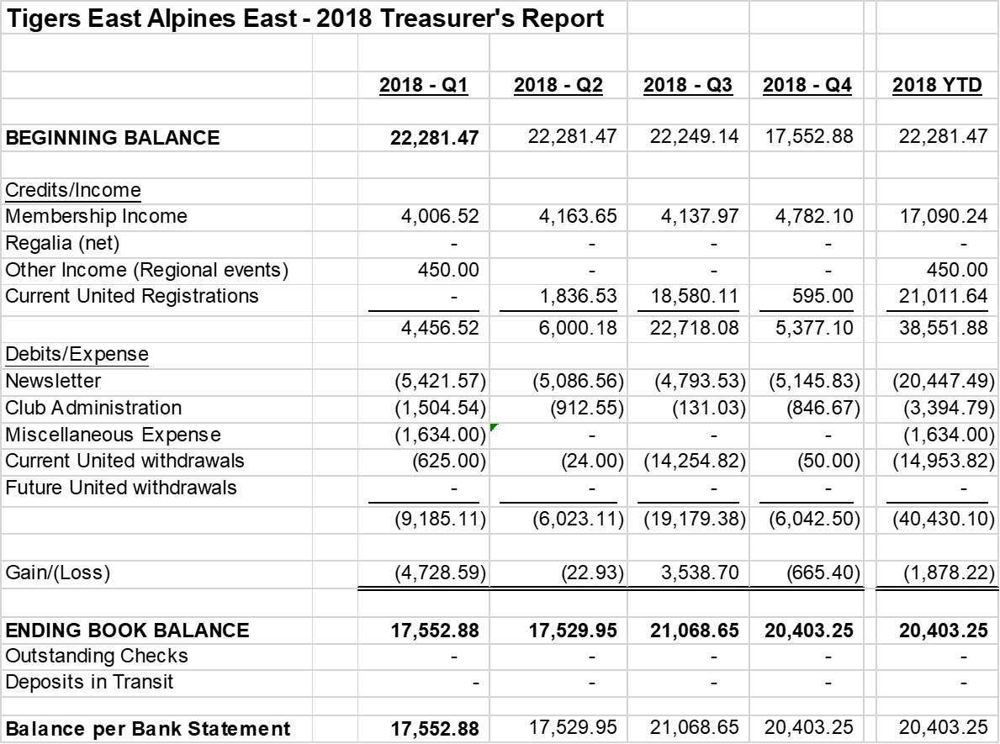 Tigers East Alpines East - 2018 Treasurer's Report
2018 - Q1 2018 - Q2 2018 - Q3 2018 - Q4 2018 YTD
BEGINNING BALANCE 22,281.47 22,281.47 22,249.14 17,552.88 22,281.47
Credits/Income
Membership Income 4,006.52 4,163.65 4,137.97 4,782.10 17,090.24
Regalia (net) - - - - -
Other Income (Regional events) 450.00 - - - 450.00
Current United Registrations - 1,836.53 18,580.11 595.00 21,011.64
4,456.52 6,000.18 22,718.08 5,377.10 38,551.88
Debits/Expense
Newsletter (5,421.57) (5,086.56) (4,793.53) (5,145.83) (20,447.49)
Club Administration (1,504.54) (912.55) (131.03) (846.67) (3,394.79)
Miscellaneous Expense (1,634.00) - - - (1,634.00)
Current United withdrawals (625.00) (24.00) (14,254.82) (50.00) (14,953.82)
Future United withdrawals - - - - -
(9,185.11) (6,023.11) (19,179.38) (6,042.50) (40,430.10)
Gain/(Loss) (4,728.59) (22.93) 3,538.70 (665.40) (1,878.22)
ENDING BOOK BALANCE 17,552.88 17,529.95 21,068.65 20,403.25 20,403.25
Outstanding Checks - - - - -
Deposits in Transit - - - - -
Balance per Bank Statement 17,552.88 17,529.95 21,068.65 20,403.25 20,403.25